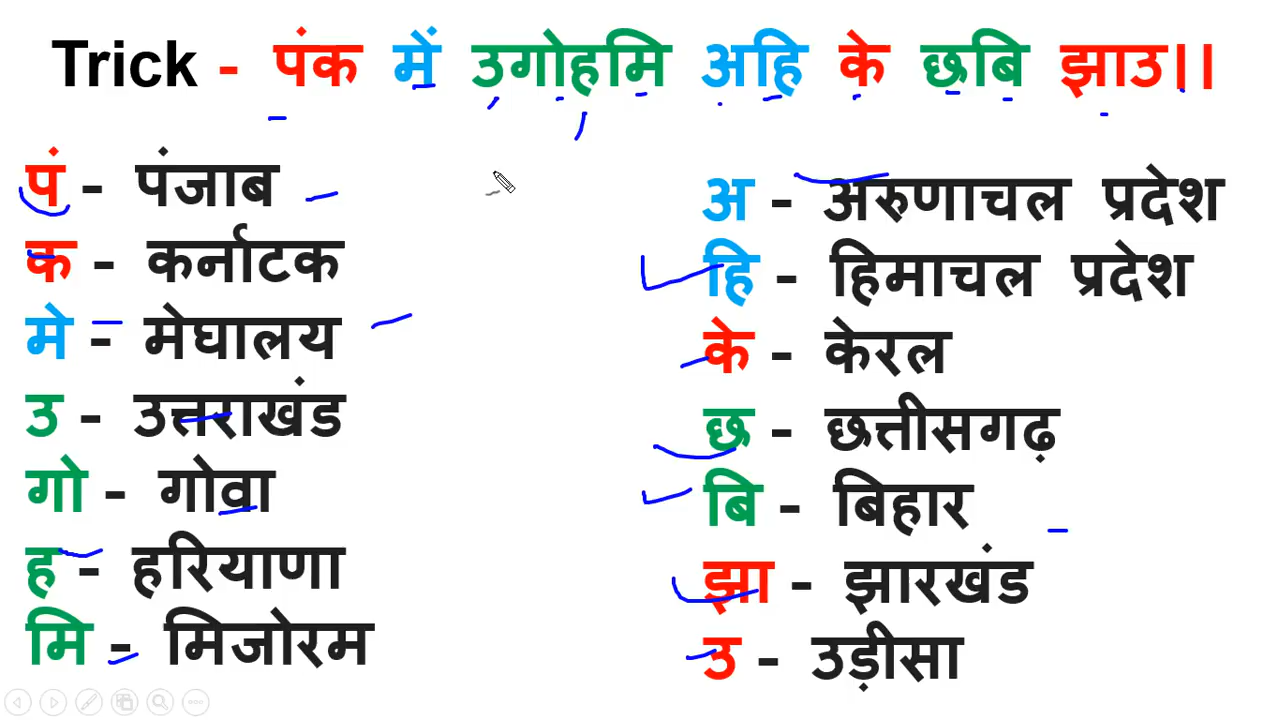 Trick - पंक में उगोहमि अहि के छबि झाउ।।
पं - पंजाब
क - कर्नाटक
मे - मेघालय
उ - उत्तराखंड
गो - गोवा
ह - हरियाणा
मि - मिजोरम
अ - अरुणाचल प्रदेश
हि - हिमाचल प्रदेश
के - केरल
छ - छत्तीसगढ़
बि - बिहार
झा - झारखंड
उ - उड़ीसा